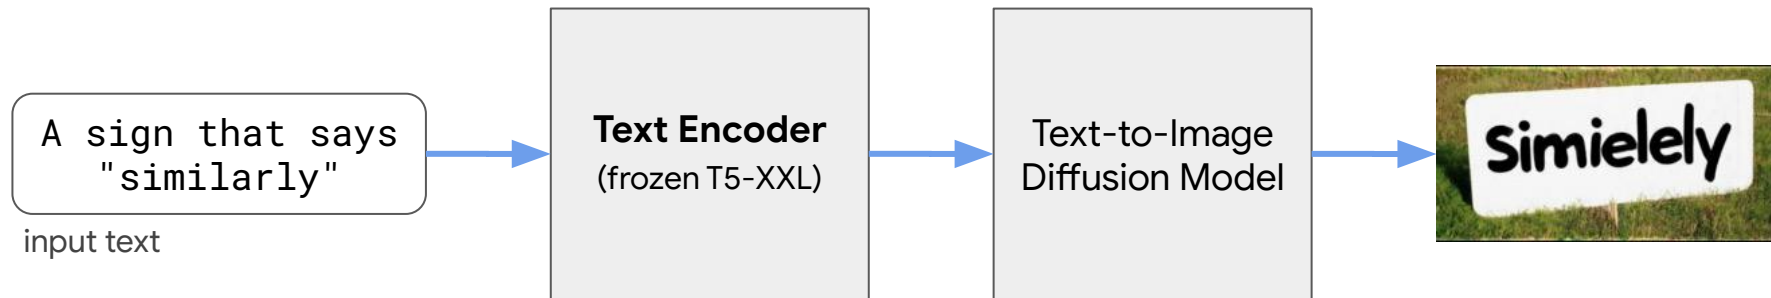 A sign that says
"similarly"
input text
Text Encoder
(frozen T5-XXL)
Text-to-Image
Diffusion Model
Simielely